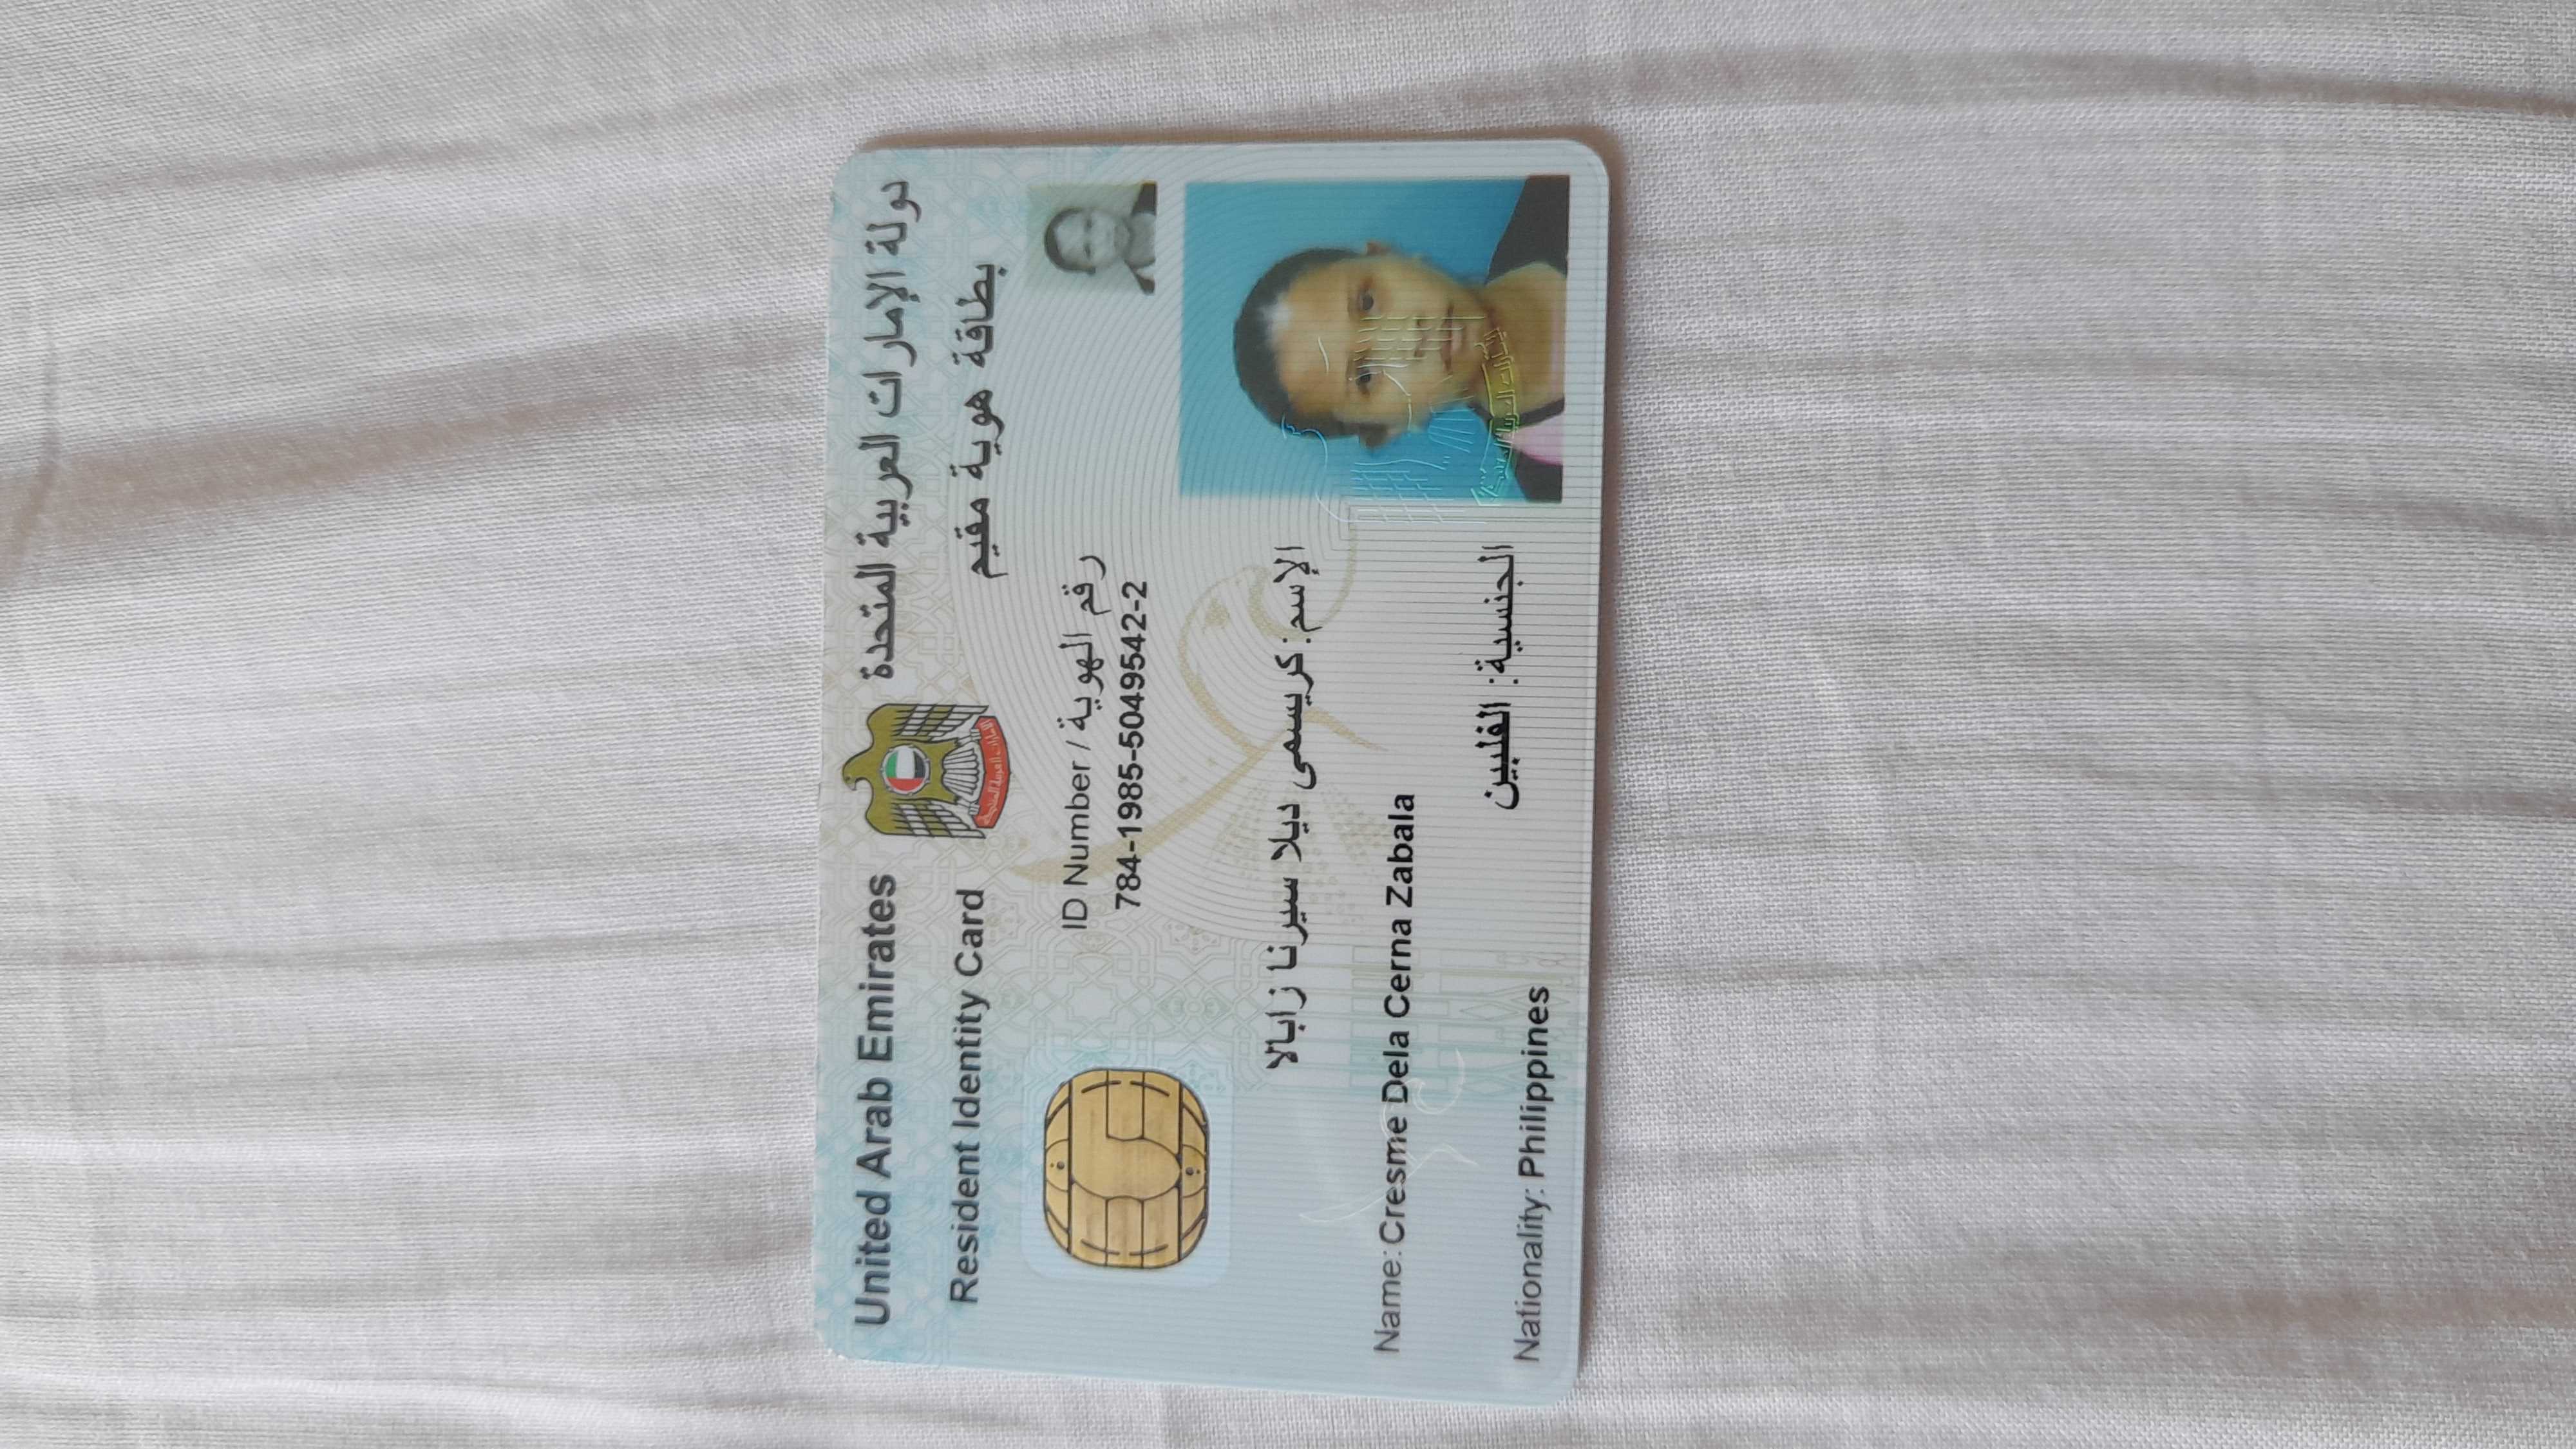 United Arab Emirates
دولة الإمارات العربية المتحدة
Resident Identity Card
بطاقة هوية مقيم
ID Number / رقم الهوية
784-1985-5049542-2
الإسم: كريسمى ديلا سيرنا زابالا
Name: Cresme Dela Cerna Zabala
الجنسية: الفلبين
Nationality: Philippines